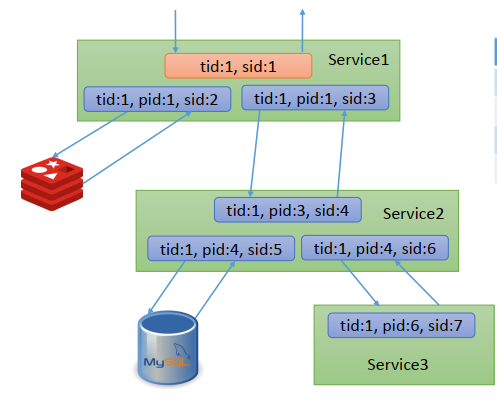 tid:1, sid:1
Service1
tid:1, pid:1, sid:2
tid:1, pid:1, sid:3
tid:1, pid:3, sid:4
Service2
tid:1, pid:4, sid:5
tid:1, pid:4, sid:6
tid:1, pid:6, sid:7
MySQL
Service3